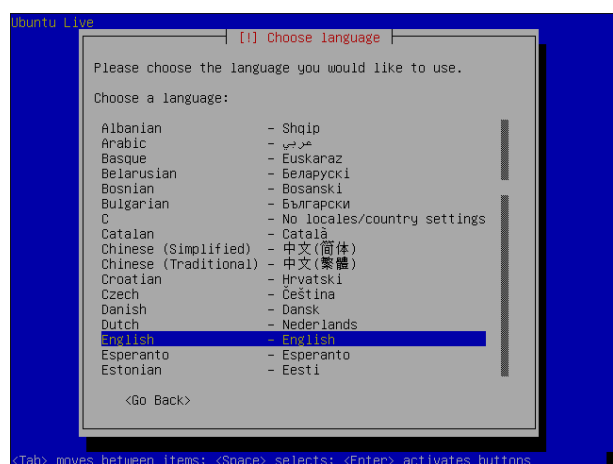 Ubuntu Live
[!] Choose language
Please choose the language you would like to use.
Choose a language:
Albanian - Shqip
Arabic - عربي
Basque - Euskaraz
Belarusian - Беларускі
Bosnian - Bosanski
Bulgarian - Български
C - No locales/country settings
Catalan - Català
Chinese (Simplified) - 中文(简体)
Chinese (Traditional) - 中文(繁體)
Croatian - Hrvatski
Czech - Čeština
Danish - Dansk
Dutch - Nederlands
English - English
Esperanto - Esperanto
Estonian - Eesti
<Go Back>
<Tab> moves between items; <Space> selects; <Enter> activates buttons